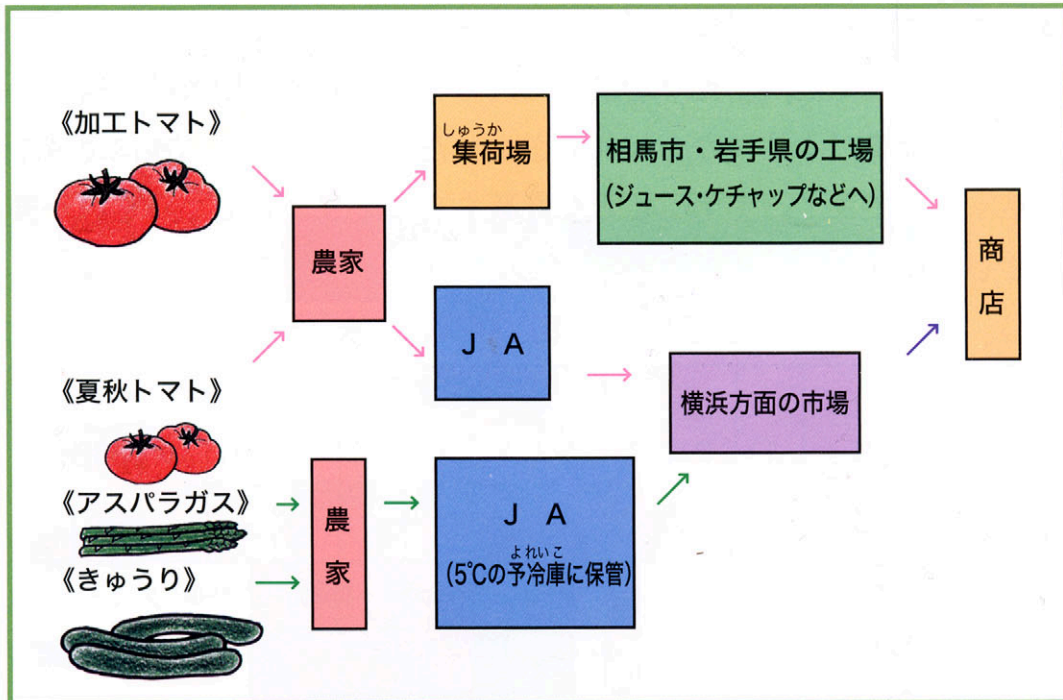 《加工トマト》
しゅうか
集荷場
相馬市・岩手県の工場
(ジュース・ケチャップなどへ)
農家
商店
J A
《夏秋トマト》
横浜方面の市場
《アスパラガス》
農家
J A
よれいこ
(5℃の予冷庫に保管)
《きゅうり》